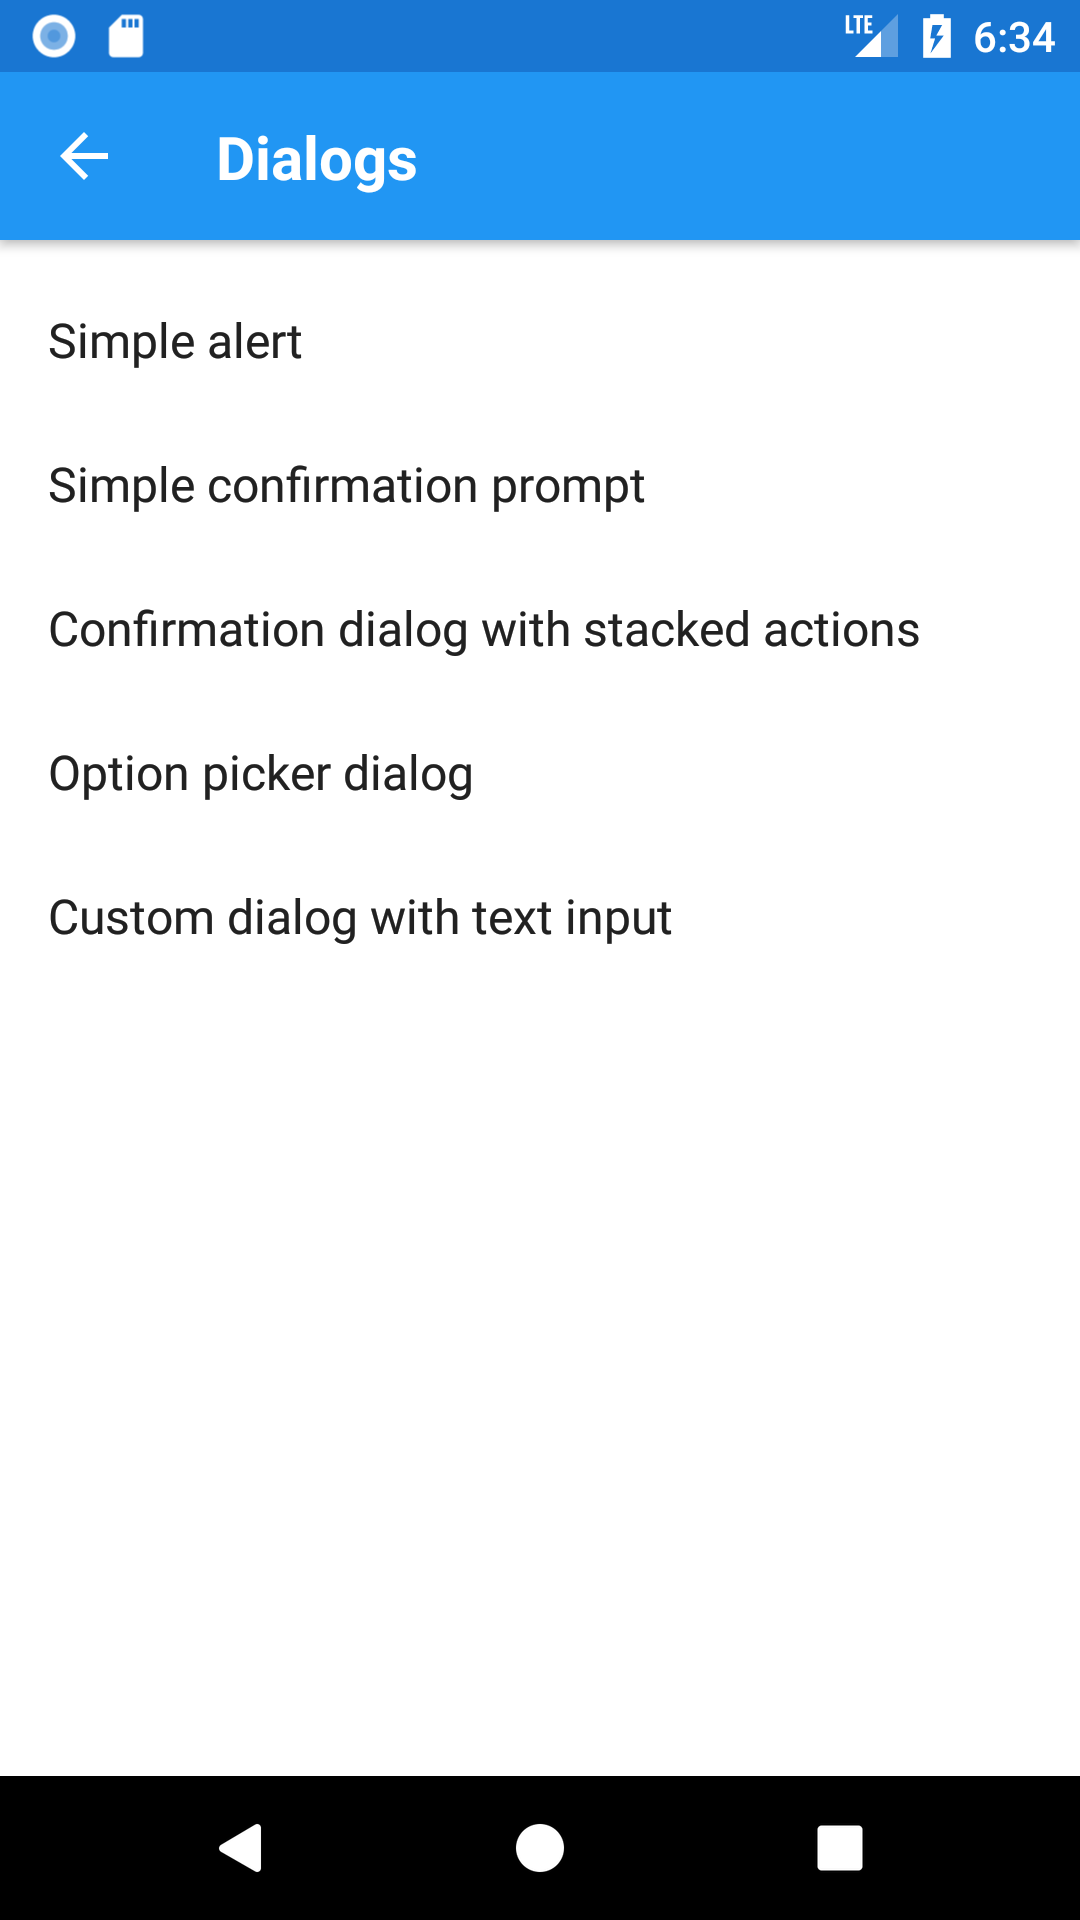 LTE 6:34
Dialogs
Simple alert
Simple confirmation prompt
Confirmation dialog with stacked actions
Option picker dialog
Custom dialog with text input